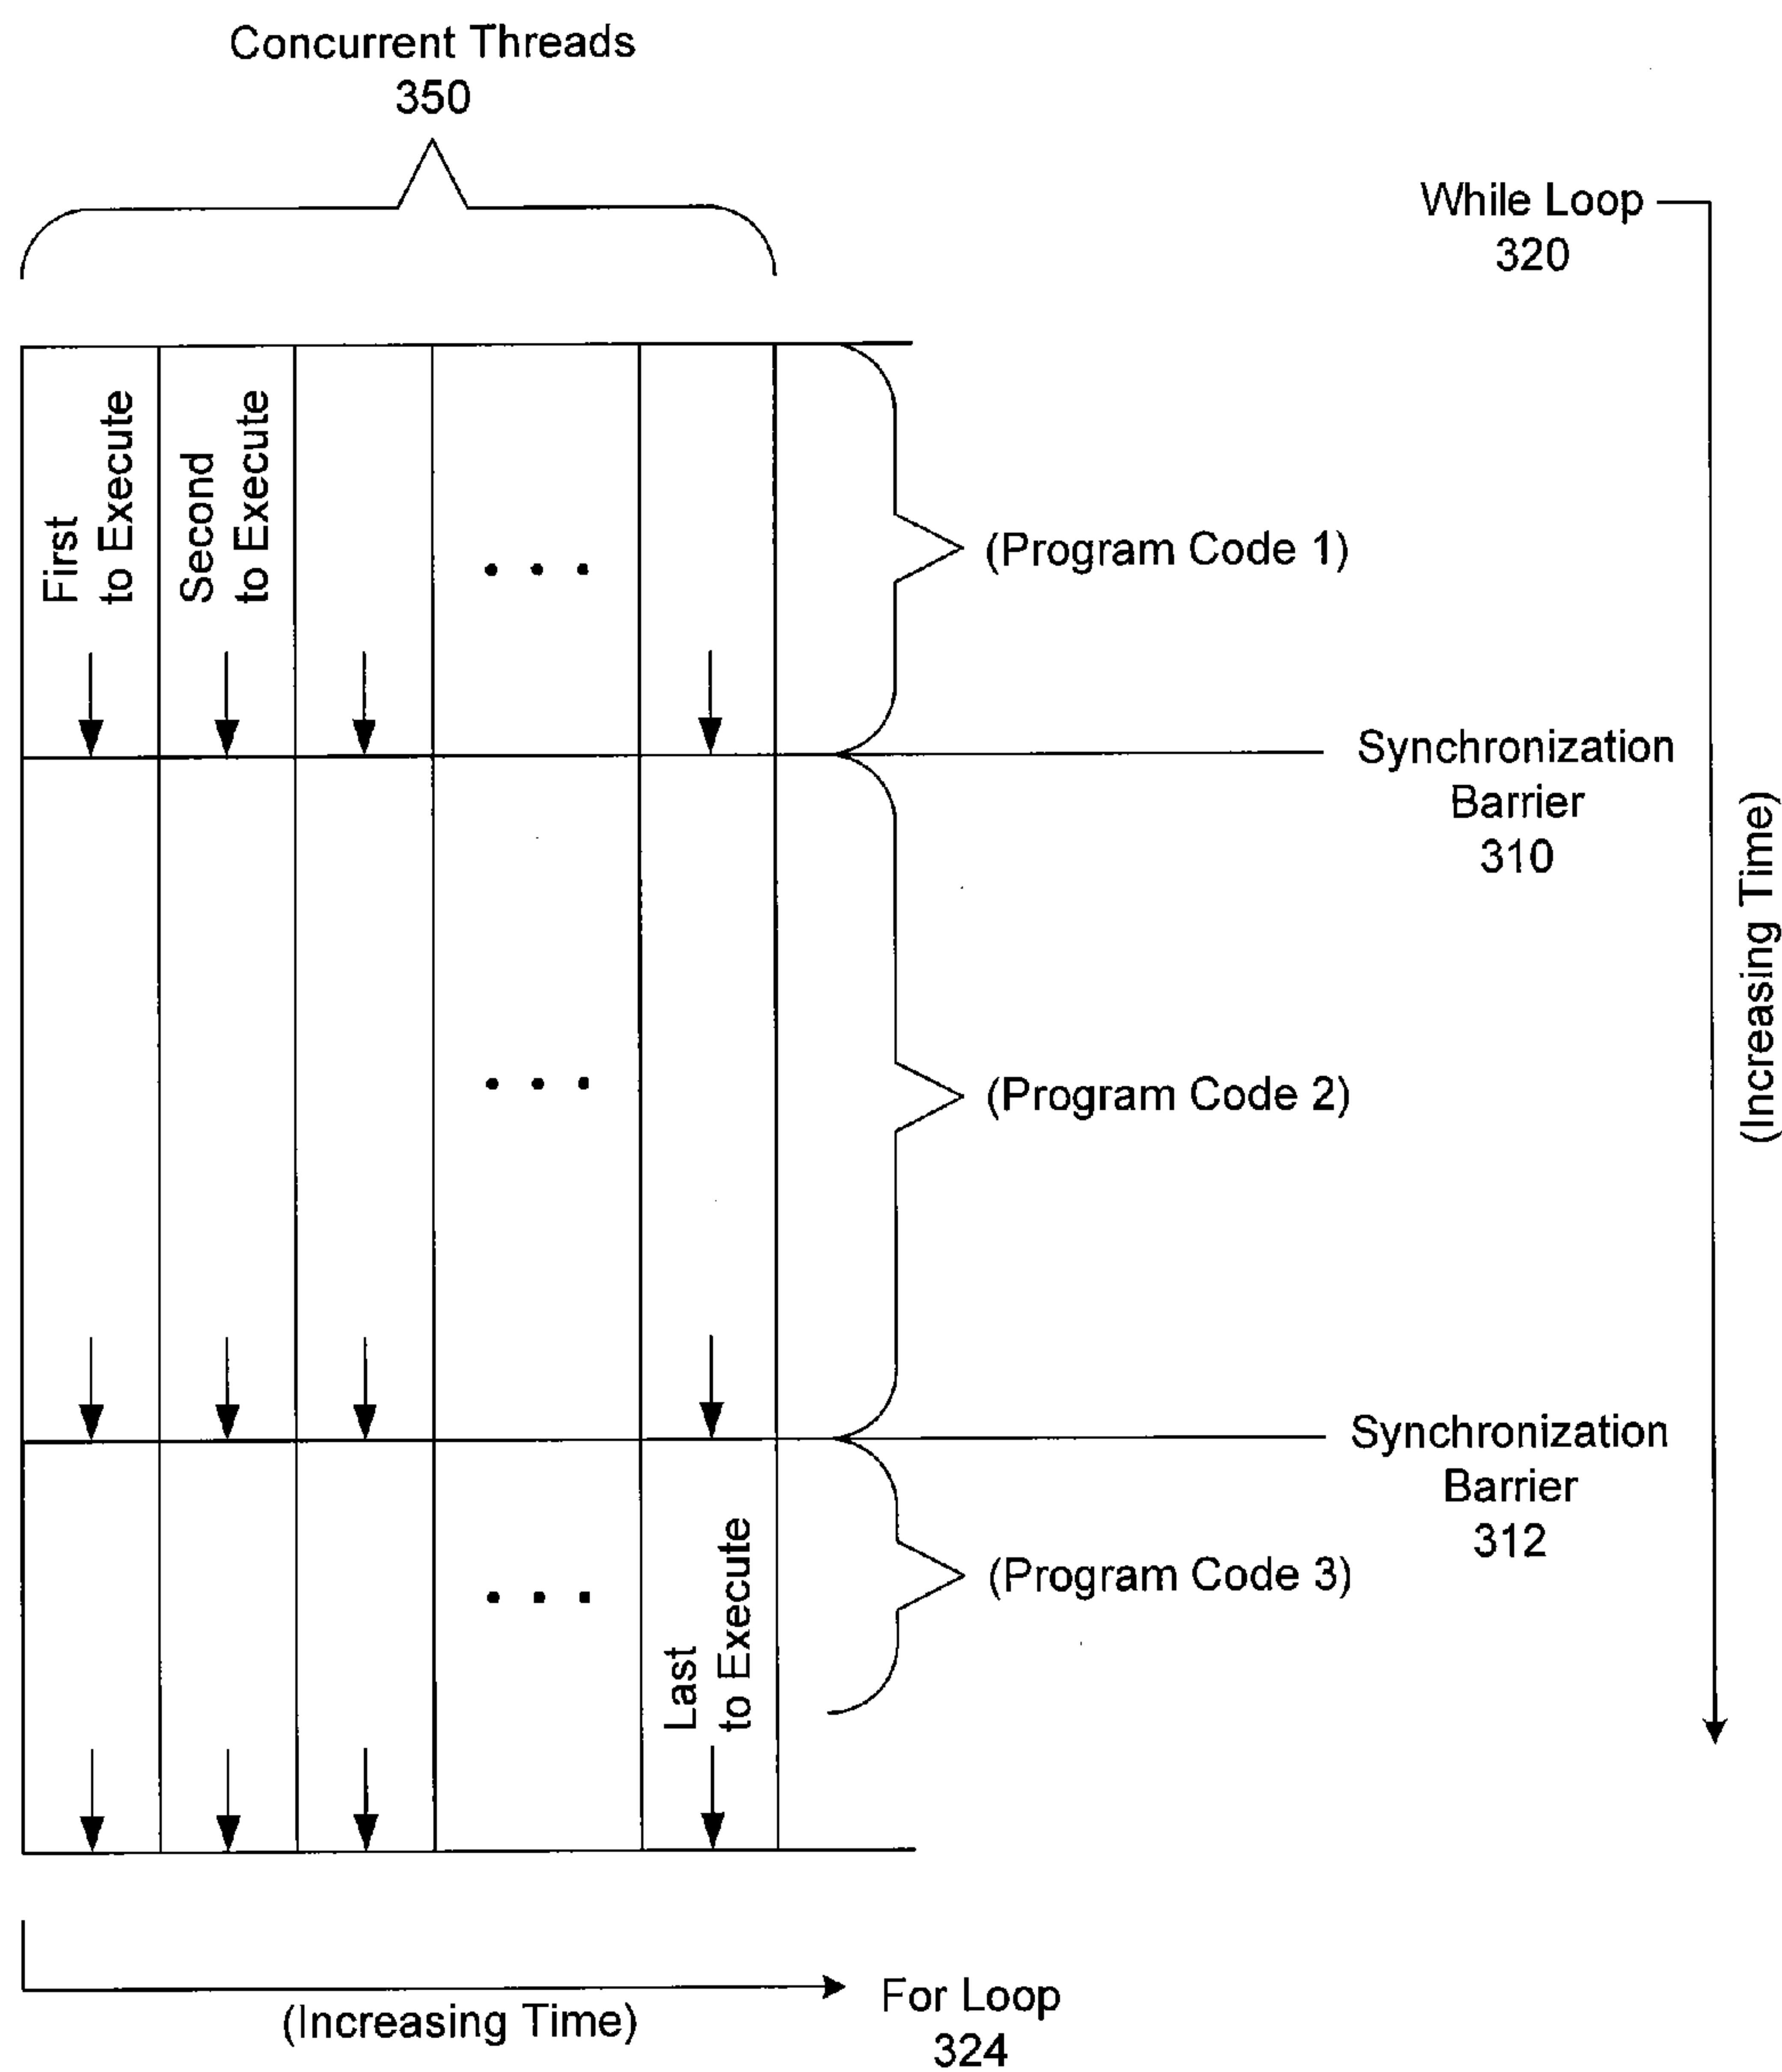 Concurrent Threads
350
While Loop
320
First
to Execute
Second
to Execute
(Program Code 1)
Synchronization
Barrier
310
(Increasing Time)
(Program Code 2)
Synchronization
Barrier
312
(Program Code 3)
Last
to Execute
(Increasing Time)
For Loop
324